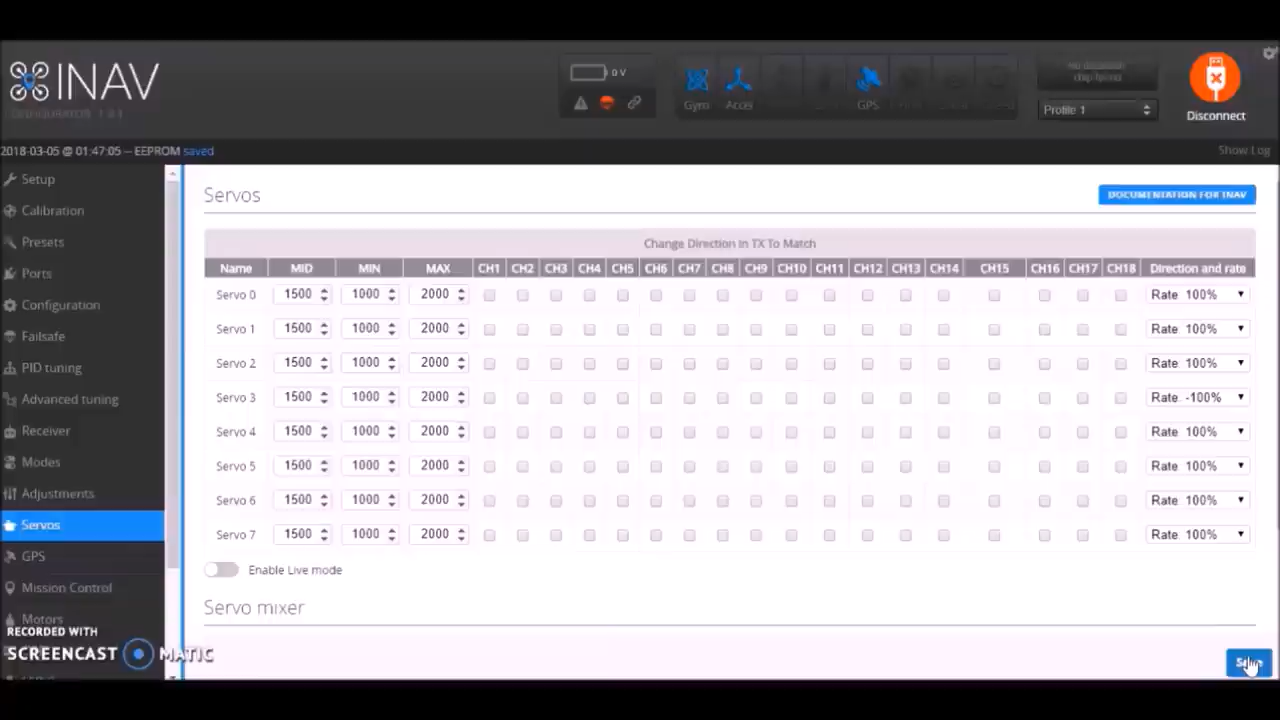 INAV
0 V
Gyro
Accel
GPS
Profile 1
Disconnect
2018-03-05 @ 01:47:05 -- EEPROM saved
Show Log
Setup
Calibration
Presets
Ports
Configuration
Failsafe
PID tuning
Advanced tuning
Receiver
Modes
Adjustments
Servos
GPS
Mission Control
Motors
RECORDED WITH
SCREENCAST MATIC
Servos
DOCUMENTATION FOR INAV
Change Direction In TX To Match
Name MID MIN MAX CH1 CH2 CH3 CH4 CH5 CH6 CH7 CH8 CH9 CH10 CH11 CH12 CH13 CH14 CH15 CH16 CH17 CH18 Direction and rate
Servo 0 1500 1000 2000 Rate 100%
Servo 1 1500 1000 2000 Rate 100%
Servo 2 1500 1000 2000 Rate 100%
Servo 3 1500 1000 2000 Rate -100%
Servo 4 1500 1000 2000 Rate 100%
Servo 5 1500 1000 2000 Rate 100%
Servo 6 1500 1000 2000 Rate 100%
Servo 7 1500 1000 2000 Rate 100%
Enable Live mode
Servo mixer